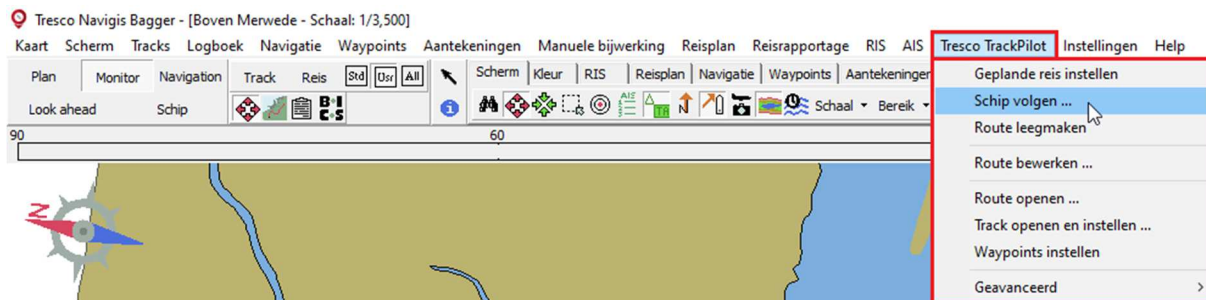 Tresco Navigis Bagger - [Boven Merwede - Schaal: 1/3,500]
Kaart Scherm Tracks Logboek Navigatie Waypoints Aantekeningen Manuele bijwerking Reisplan Reisrapportage RIS AIS Tresco TrackPilot Instellingen Help
Plan Monitor Navigation Track Reis Std Usr All Scherm Kleur RIS Reisplan Navigatie Waypoints Aantekeninger
Look ahead Schip B·I E·S AIS TR Schaal Bereik
90 60
Geplande reis instellen
Schip volgen ...
Route leegmaken
Route bewerken ...
Route openen ...
Track openen en instellen ...
Waypoints instellen
Geavanceerd
N